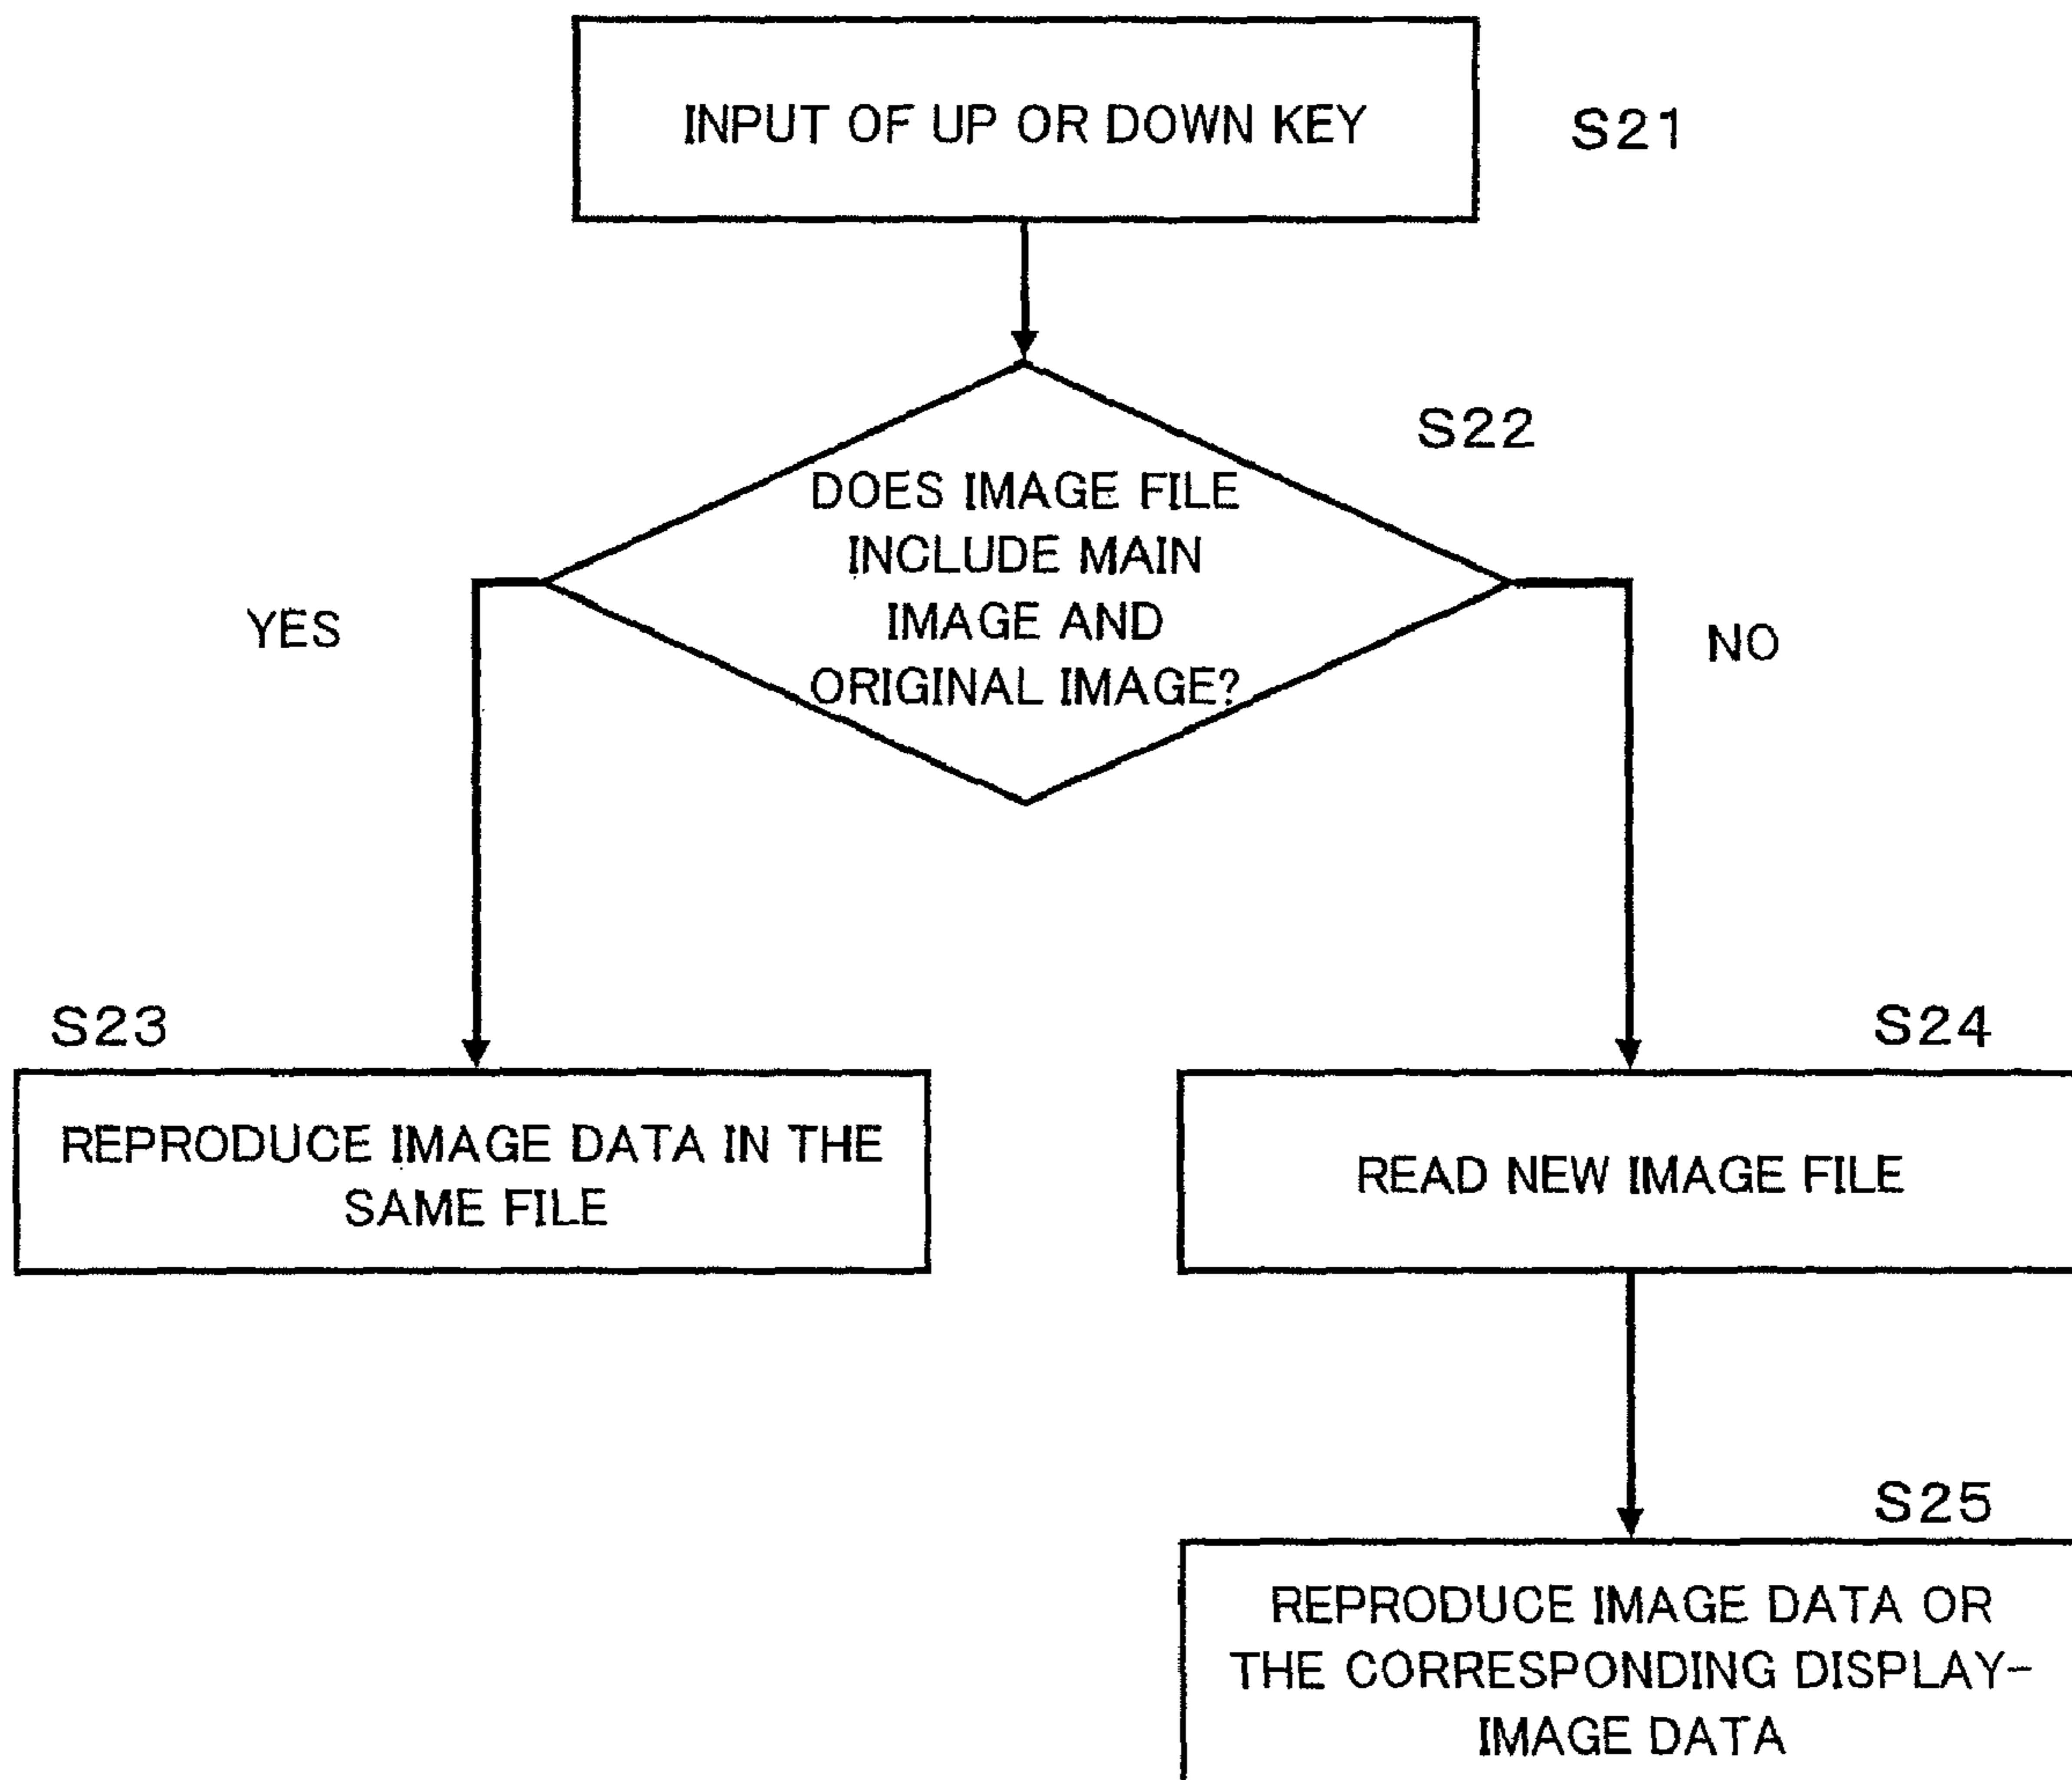 INPUT OF UP OR DOWN KEY
S21
S22
DOES IMAGE FILE
INCLUDE MAIN
IMAGE AND
ORIGINAL IMAGE?
YES
NO
S23
REPRODUCE IMAGE DATA IN THE
SAME FILE
S24
READ NEW IMAGE FILE
S25
REPRODUCE IMAGE DATA OR
THE CORRESPONDING DISPLAY-
IMAGE DATA